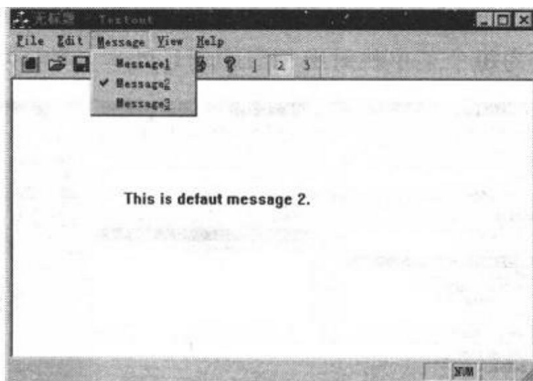 无标题 - Textout
File Edit Message View Help
Message1
Message2
Message3
1 2 3
This is defaut message 2.
NUM